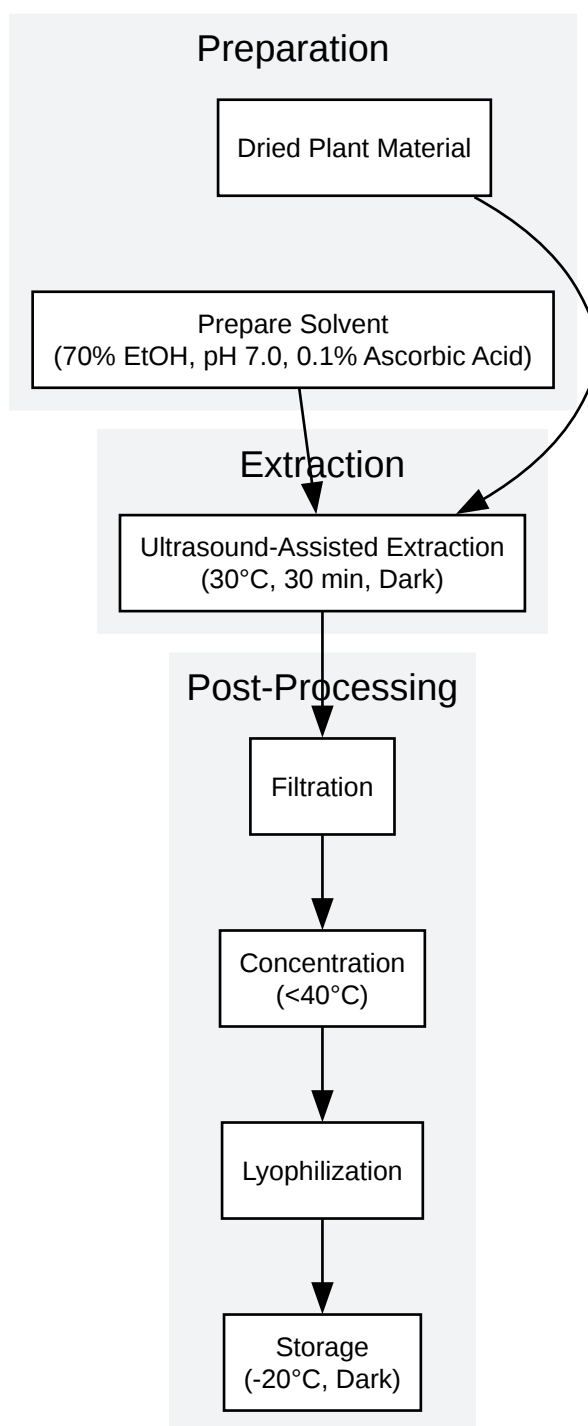 Preparation
Dried Plant Material
Prepare Solvent
(70% EtOH, pH 7.0, 0.1% Ascorbic Acid)
Extraction
Ultrasound-Assisted Extraction
(30°C, 30 min, Dark)
Post-Processing
Filtration
Concentration
(<40°C)
Lyophilization
Storage
(-20°C, Dark)